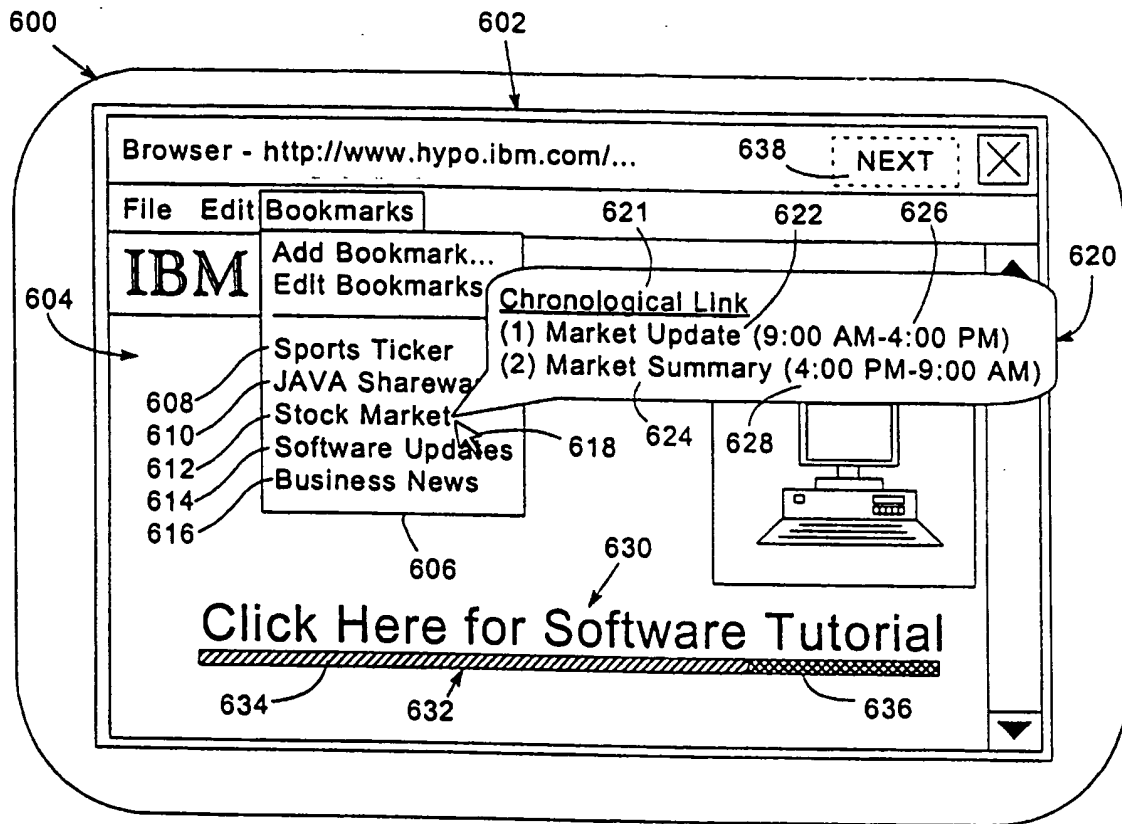 600
602
Browser - http://www.hypo.ibm.com/...
638
NEXT
File Edit Bookmarks
621
622
626
IBM
Add Bookmark...
Edit Bookmarks
620
604
Chronological Link
(1) Market Update (9:00 AM-4:00 PM)
(2) Market Summary (4:00 PM-9:00 AM)
Sports Ticker
608
JAVA
610
Stock Market
618
624
628
612
Software Updates
614
Business News
616
606
630
Click Here for Software Tutorial
634
632
636